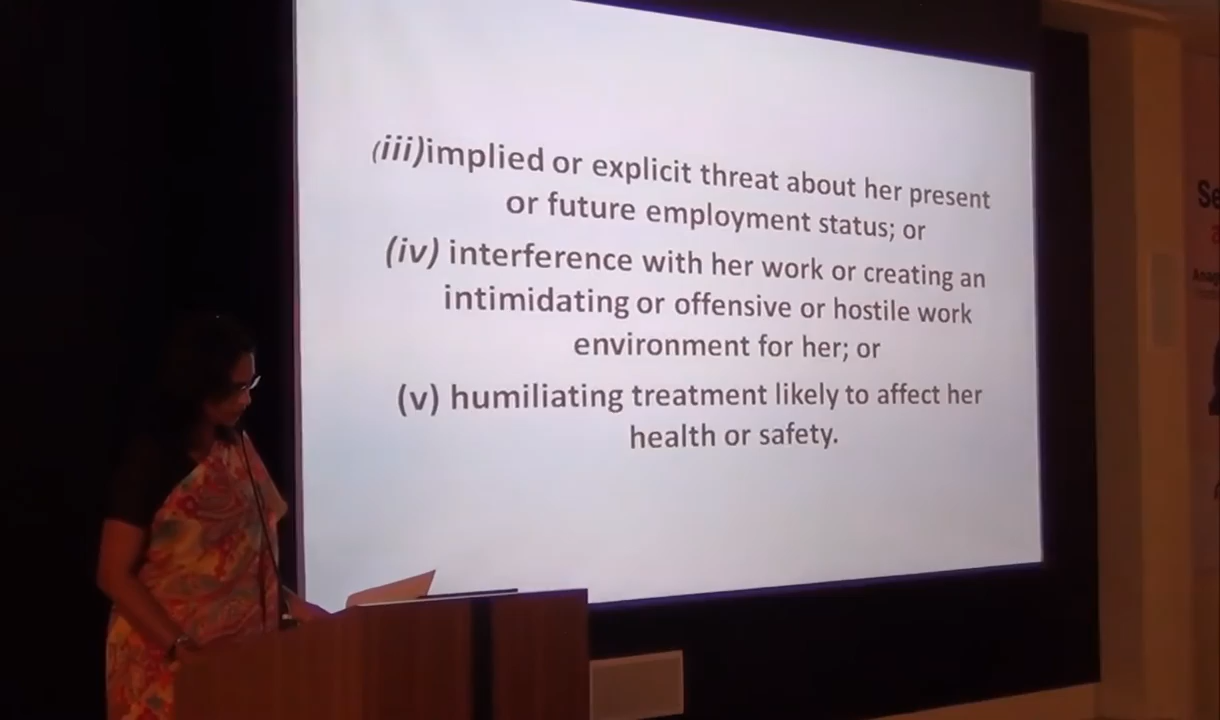 (iii)implied or explicit threat about her present
or future employment status; or
(iv) interference with her work or creating an
intimidating or offensive or hostile work
environment for her; or
(v) humiliating treatment likely to affect her
health or safety.
Se
a
Anag